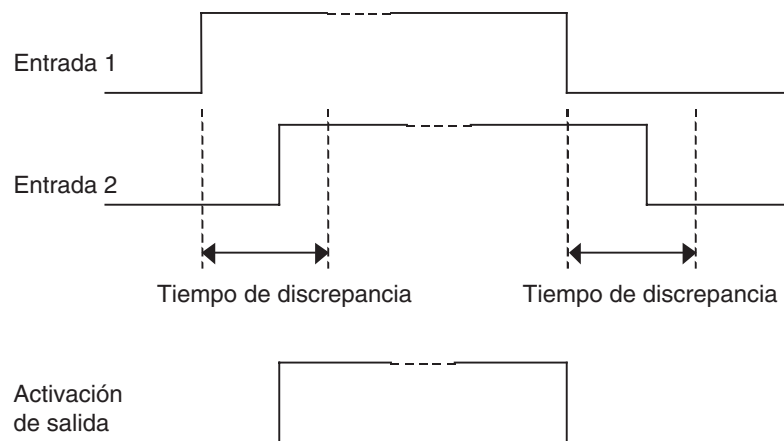 Entrada 1
Entrada 2
Tiempo de discrepancia
Tiempo de discrepancia
Activación
de salida